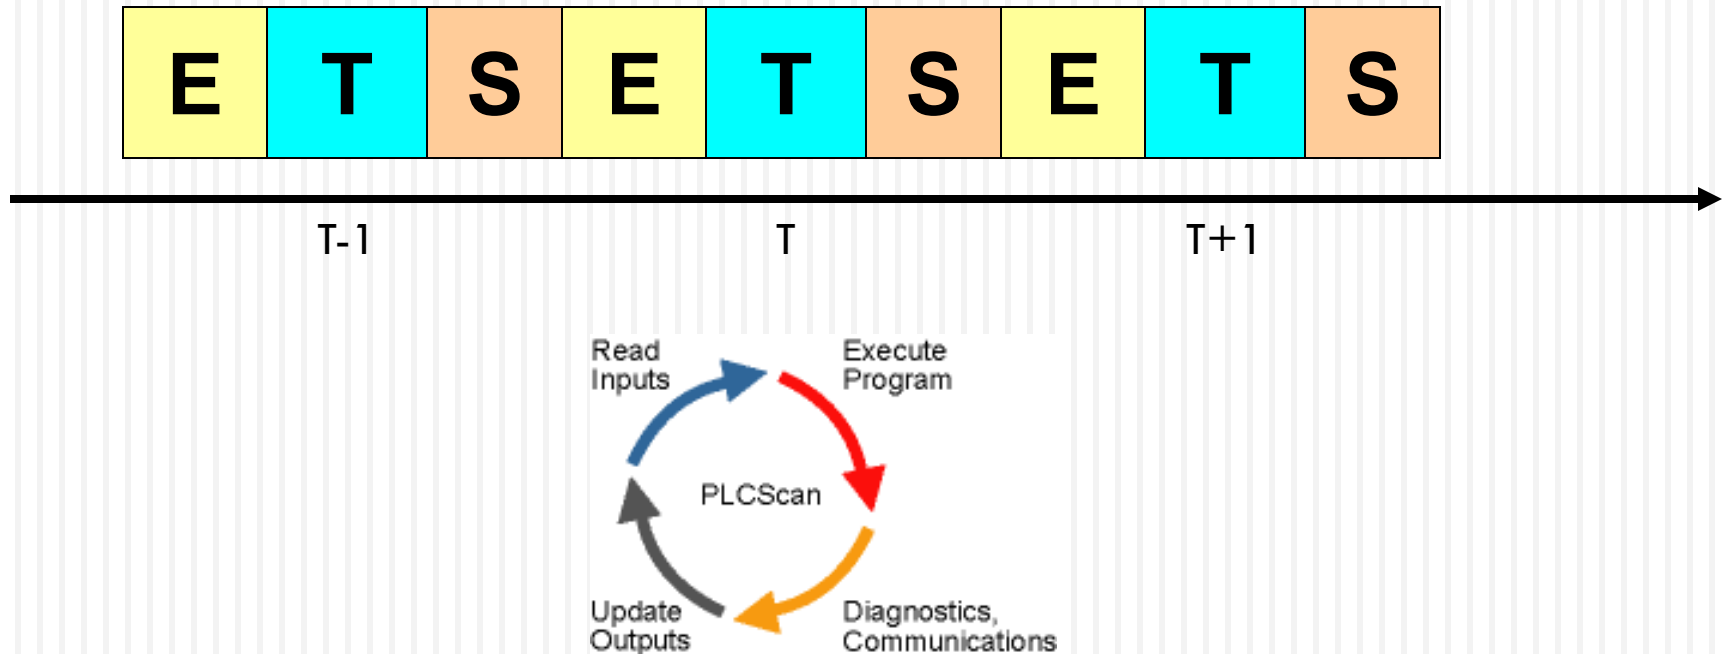 E T S E T S E T S
T-1 T T+1
Read
Inputs
Execute
Program
PLCScan
Update
Outputs
Diagnostics,
Communications